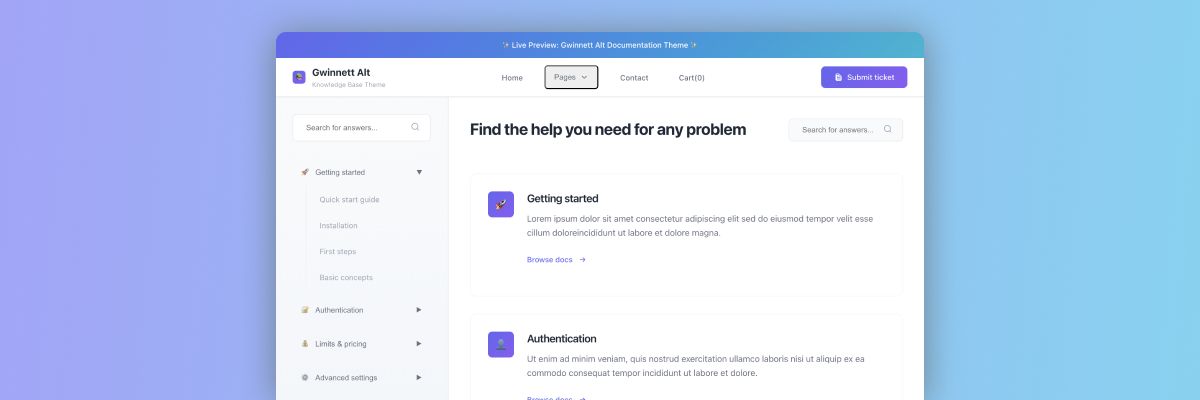 ✨ Live Preview: Gwinnett Alt Documentation Theme ✨
Gwinnett Alt
Knowledge Base Theme
Home
Pages
Contact
Cart(0)
Submit ticket
Search for answers...
Getting started
Quick start guide
Installation
First steps
Basic concepts
Authentication
Limits & pricing
Advanced settings
Find the help you need for any problem
Search for answers...
Getting started
Lorem ipsum dolor sit amet consectetur adipiscing elit sed do eiusmod tempor velit esse
cillum doloreincididunt ut labore et dolore magna.
Browse docs →
Authentication
Ut enim ad minim veniam, quis nostrud exercitation ullamco laboris nisi ut aliquip ex ea
commodo consequat tempor incididunt ut labore et dolore.
Browse docs →